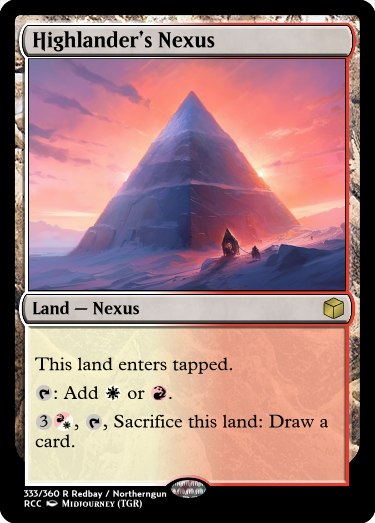 Highlander's Nexus
Land — Nexus
This land enters tapped.
: Add or .
3 , , Sacrifice this land: Draw a
card.
333/360 R Redbay / Northerngun
RCC Midjourney (TGR)